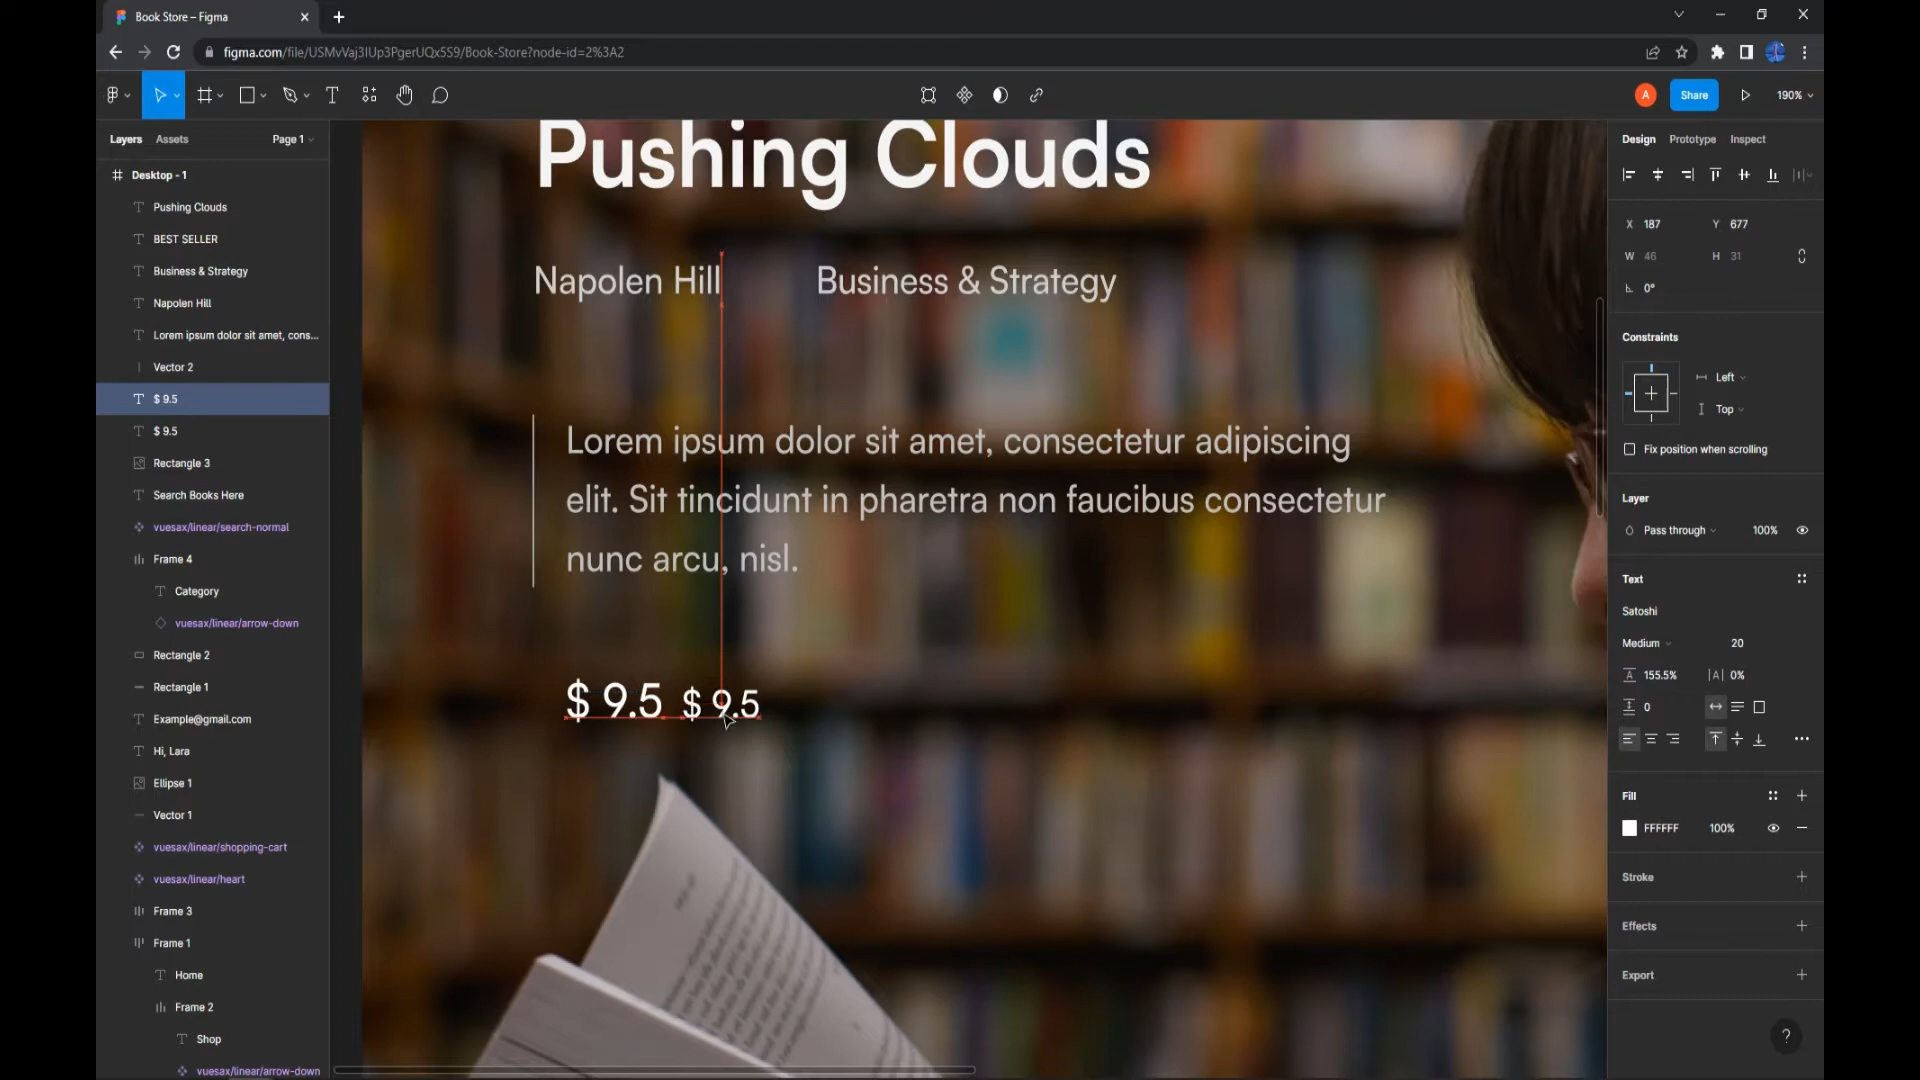 Book Store – Figma
figma.com/file/USMvVaj3IUp3PgerUQx5S9/Book-Store?node-id=2%3A2
A
Share
190%
Layers
Assets
Page 1
Desktop - 1
Pushing Clouds
BEST SELLER
Business & Strategy
Napolen Hill
Lorem ipsum dolor sit amet, cons...
Vector 2
$ 9.5
$ 9.5
Rectangle 3
Search Books Here
vuesax/linear/search-normal
Frame 4
Category
vuesax/linear/arrow-down
Rectangle 2
Rectangle 1
Example@gmail.com
Hi, Lara
Ellipse 1
Vector 1
vuesax/linear/shopping-cart
vuesax/linear/heart
Frame 3
Frame 1
Home
Frame 2
Shop
vuesax/linear/arrow-down
Pushing Clouds
Napolen Hill
Business & Strategy
Lorem ipsum dolor sit amet, consectetur adipiscing
elit. Sit tincidunt in pharetra non faucibus consectetur
nunc arcu, nisl.
$ 9.5
$ 9.5
Design
Prototype
Inspect
X 187
Y 677
W 46
H 31
0°
Constraints
Left
Top
Fix position when scrolling
Layer
Pass through
100%
Text
Satoshi
Medium
20
155.5%
0%
0
Fill
FFFFFF
100%
Stroke
Effects
Export
?